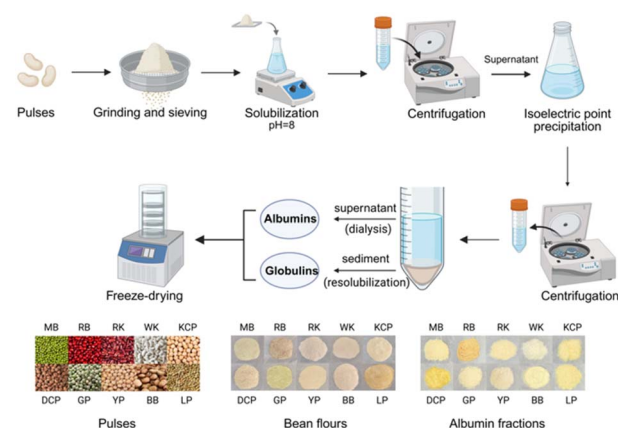 Supernatant
Pulses
Grinding and sieving
Solubilization
pH=8
Centrifugation
Isoelectric point
precipitation
Albumins
supernatant
(dialysis)
Globulins
sediment
(resolubilization)
Freeze-drying
Centrifugation
MB RB RK WK KCP
DCP GP YP BB LP
Pulses
MB RB RK WK KCP
DCP GP YP BB LP
Bean flours
MB RB RK WK KCP
DCP GP YP BB LP
Albumin fractions